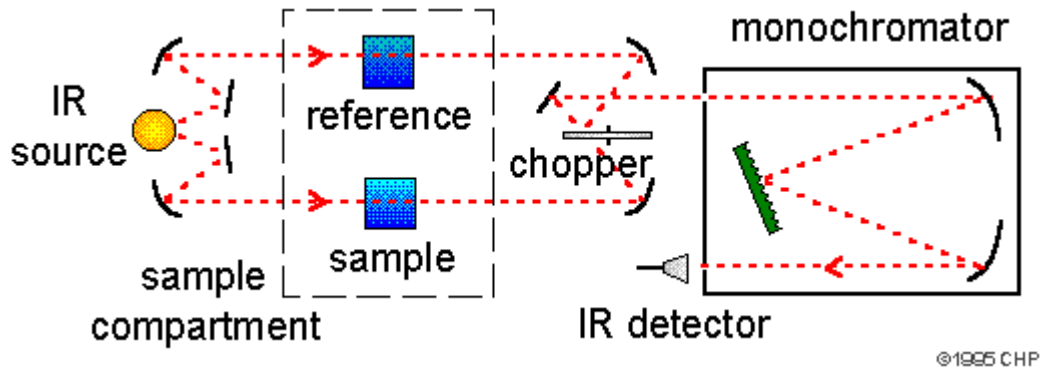 monochromator
IR
source
reference
chopper
sample
sample
compartment
IR detector
©1995 CHP